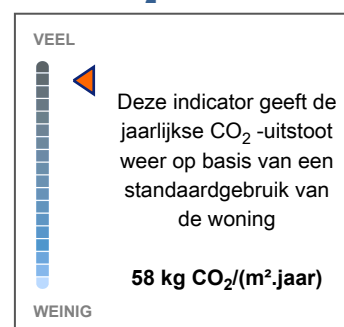 VEEL
Deze indicator geeft de
jaarlijkse CO₂ -uitstoot
weer op basis van een
standaardgebruik van
de woning
58 kg CO₂/(m².jaar)
WEINIG